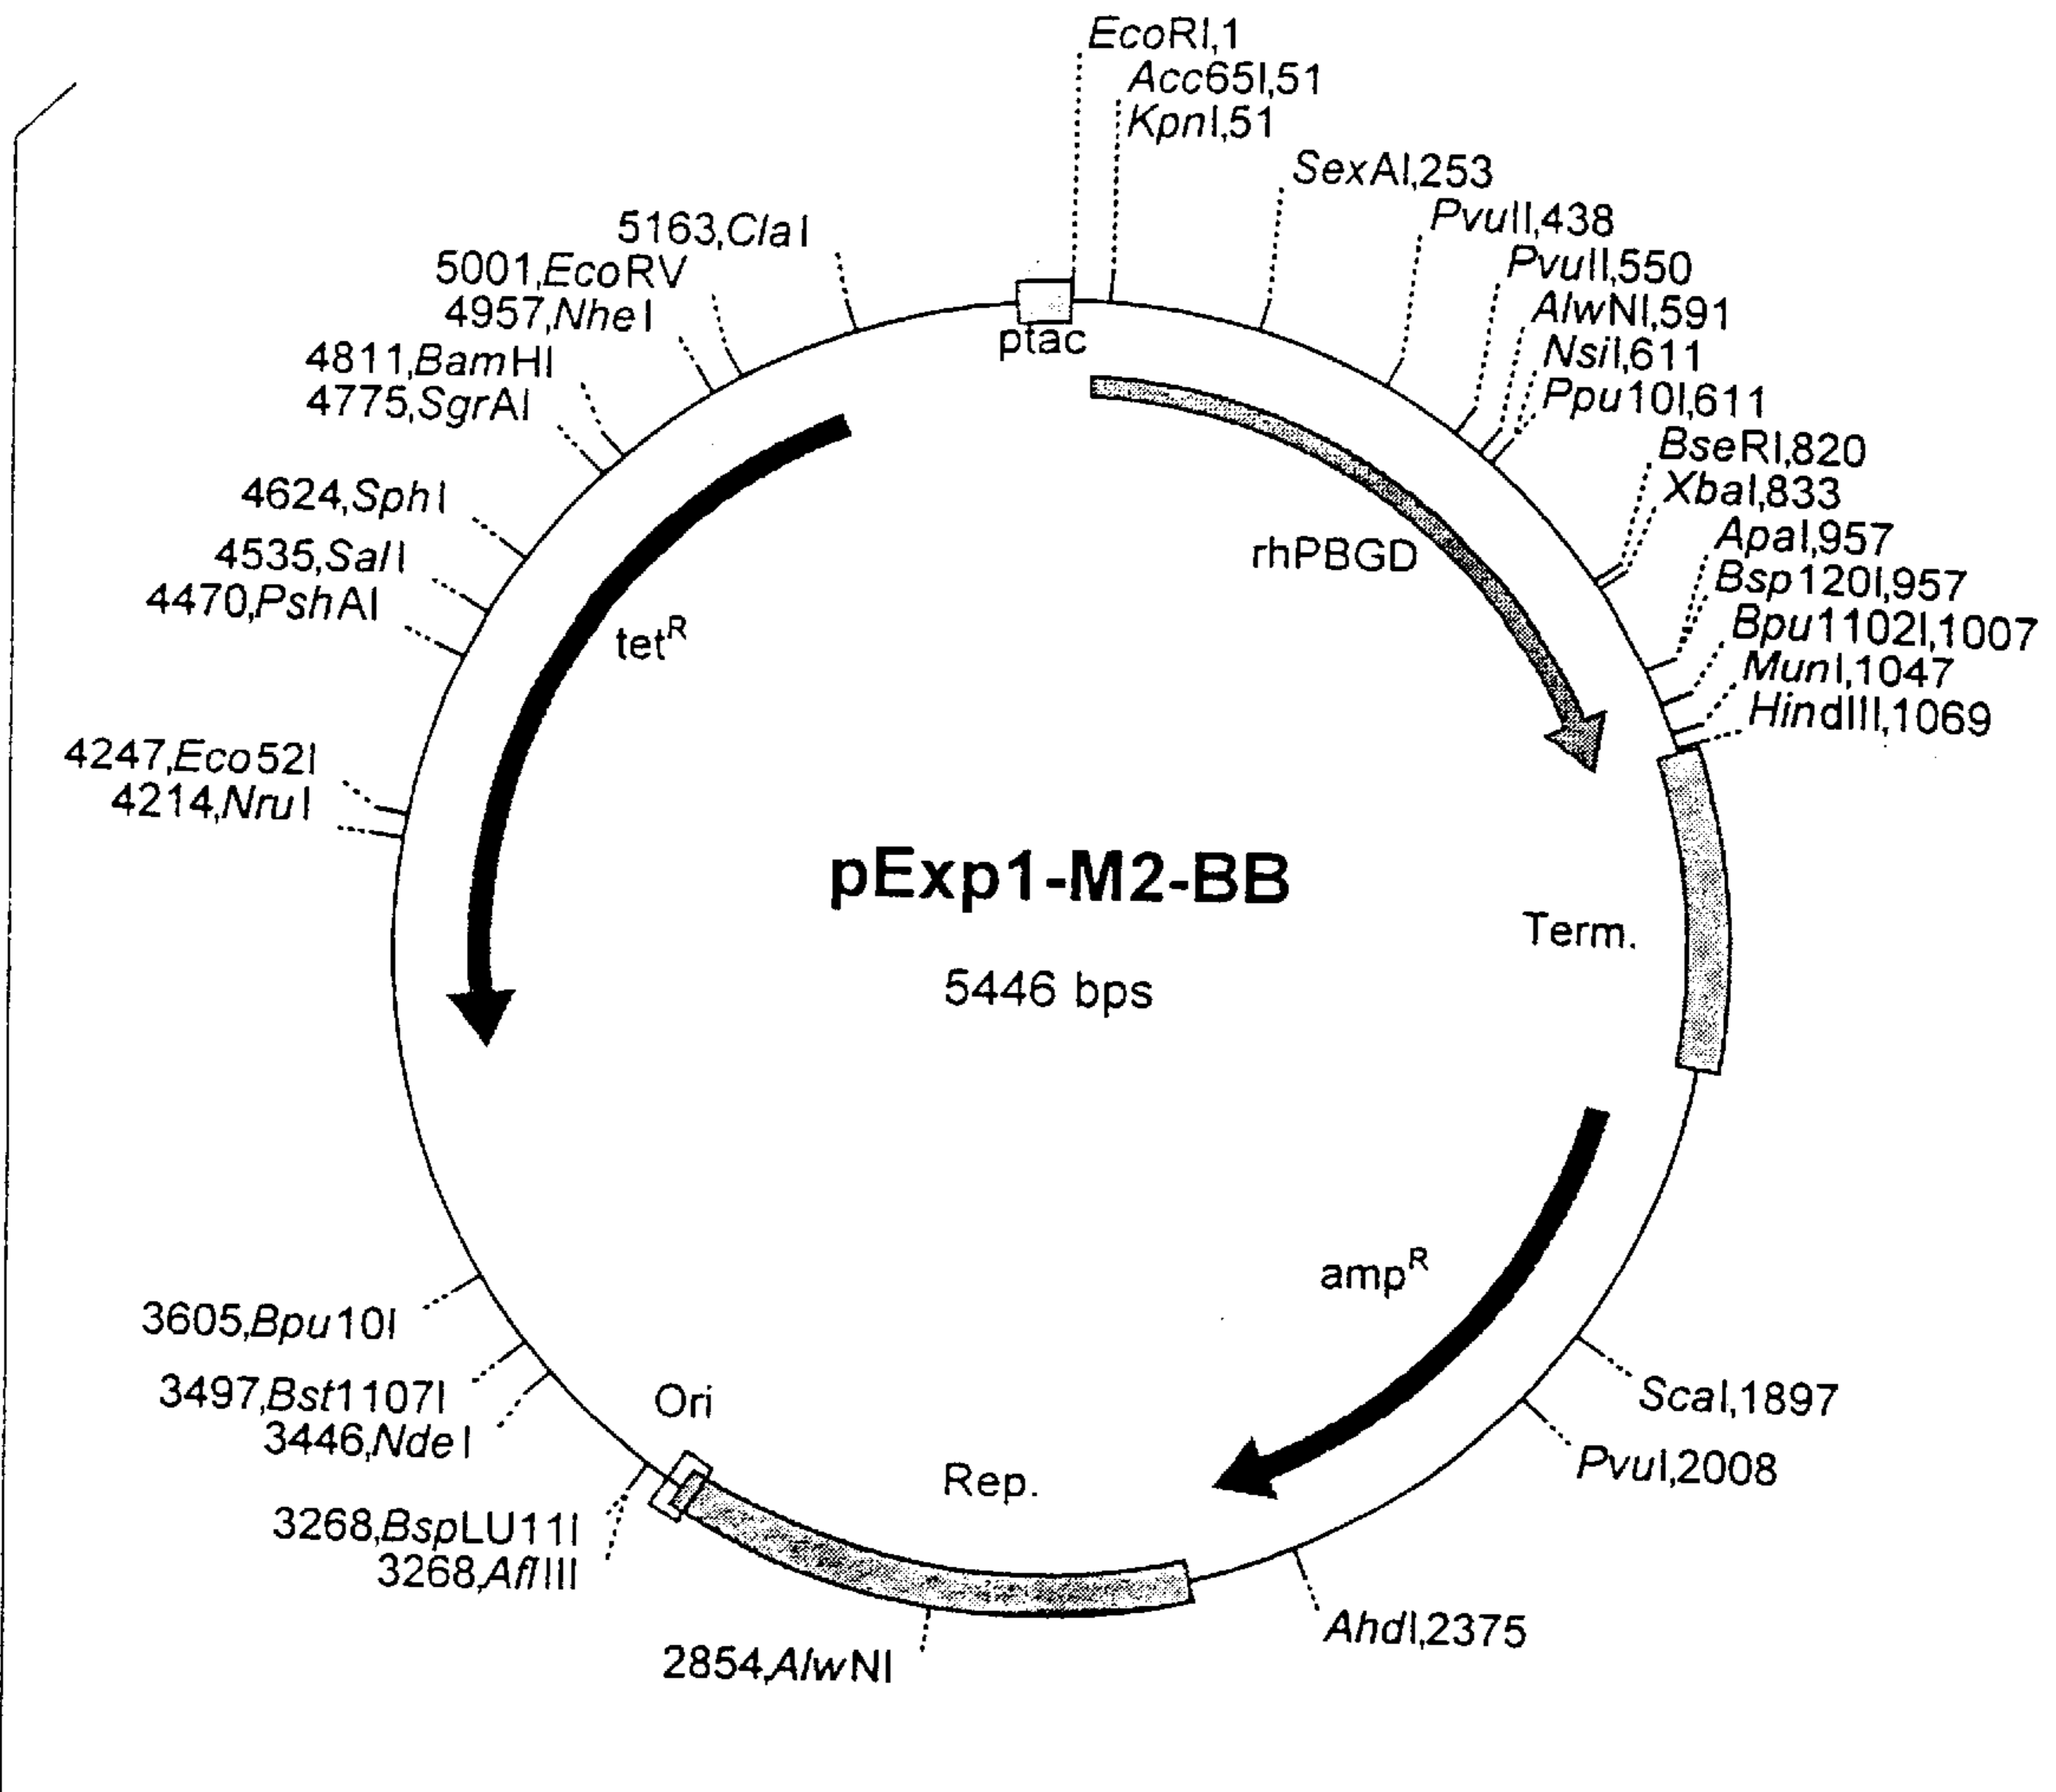 EcoRI,1
Acc65I,51
KpnI,51
SexAI,253
PvuII,438
PvuII,550
AlwNI,591
NsiI,611
Ppu10I,611
BseRI,820
XbaI,833
ApaI,957
Bsp120I,957
Bpu1102I,1007
MunI,1047
HindIII,1069
5163,ClaI
5001,EcoRV
4957,NheI
4811,BamHI
4775,SgrAI
4624,SphI
4535,SalI
4470,PshAI
4247,Eco52I
4214,NruI
ptac
rhPBGD
tetR
pExp1-M2-BB
5446 bps
Term.
ampR
3605,Bpu10I
3497,Bst1107I
3446,NdeI
Ori
Rep.
3268,BspLU11I
3268,AflIII
2854,AlwNI
ScaI,1897
PvuI,2008
AhdI,2375